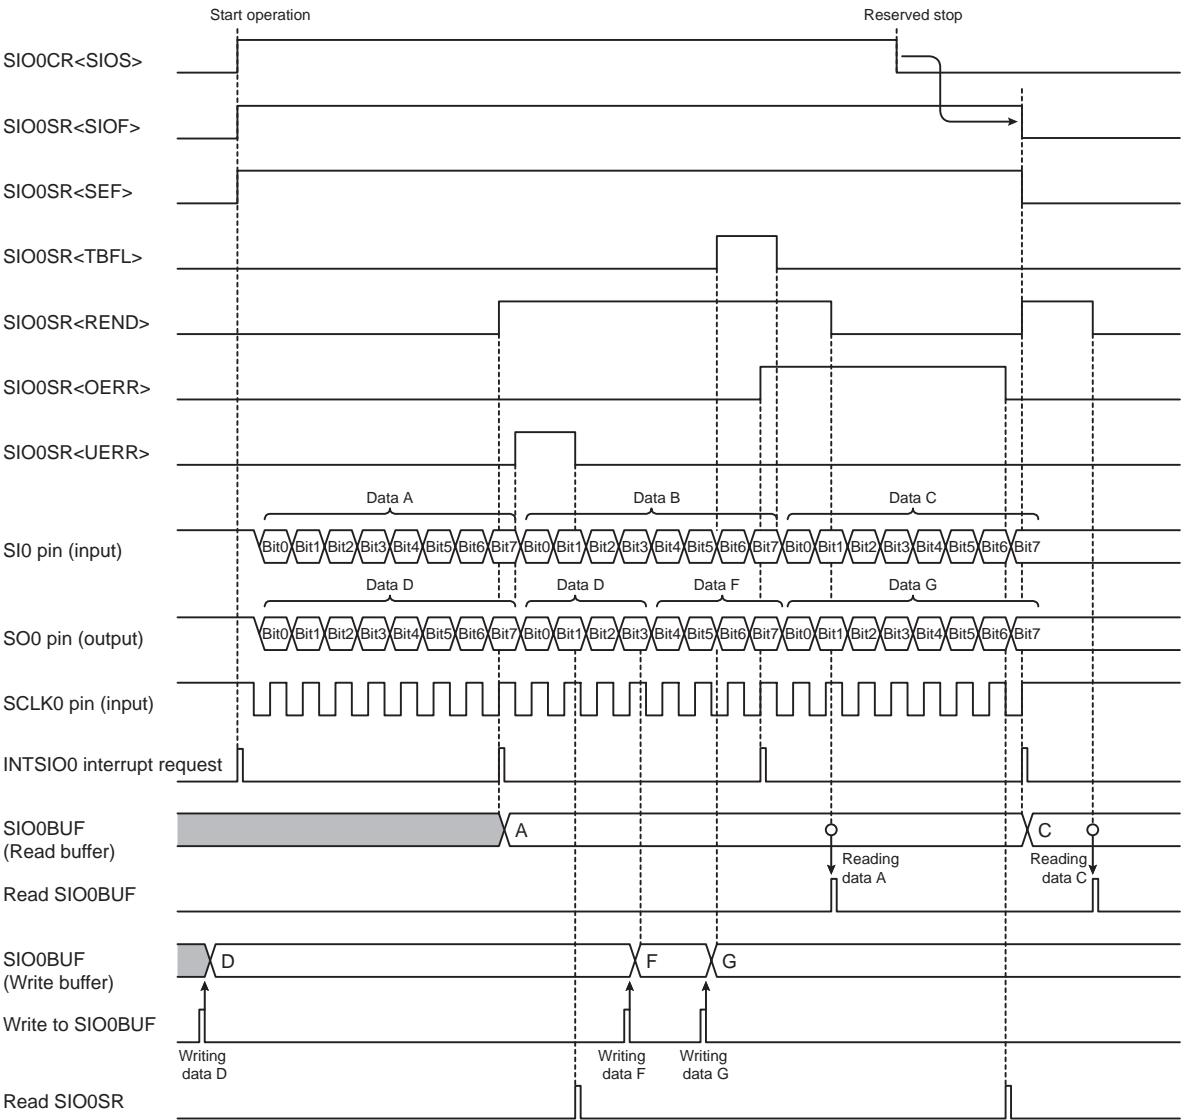 Start operation
Reserved stop
SIO0CR<SIOS>
SIO0SR<SIOF>
SIO0SR<SEF>
SIO0SR<TBFL>
SIO0SR<REND>
SIO0SR<OERR>
SIO0SR<UERR>
Data A
Data B
Data C
SI0 pin (input)
Bit0 Bit1 Bit2 Bit3 Bit4 Bit5 Bit6 Bit7 Bit0 Bit1 Bit2 Bit3 Bit4 Bit5 Bit6 Bit7 Bit0 Bit1 Bit2 Bit3 Bit4 Bit5 Bit6 Bit7
Data D
Data D
Data F
Data G
SO0 pin (output)
Bit0 Bit1 Bit2 Bit3 Bit4 Bit5 Bit6 Bit7 Bit0 Bit1 Bit2 Bit3 Bit4 Bit5 Bit6 Bit7 Bit0 Bit1 Bit2 Bit3 Bit4 Bit5 Bit6 Bit7
SCLK0 pin (input)
INTSIO0 interrupt request
SIO0BUF
(Read buffer)
A
C
Reading
data A
Reading
data C
Read SIO0BUF
SIO0BUF
(Write buffer)
D
F
G
Write to SIO0BUF
Writing
data D
Writing
data F
Writing
data G
Read SIO0SR